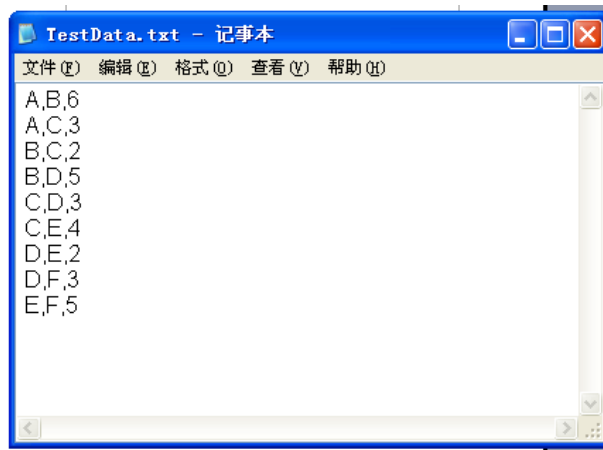 TestData.txt - 记事本
文件(F) 编辑(E) 格式(O) 查看(V) 帮助(H)
A,B,6
A,C,3
B,C,2
B,D,5
C,D,3
C,E,4
D,E,2
D,F,3
E,F,5